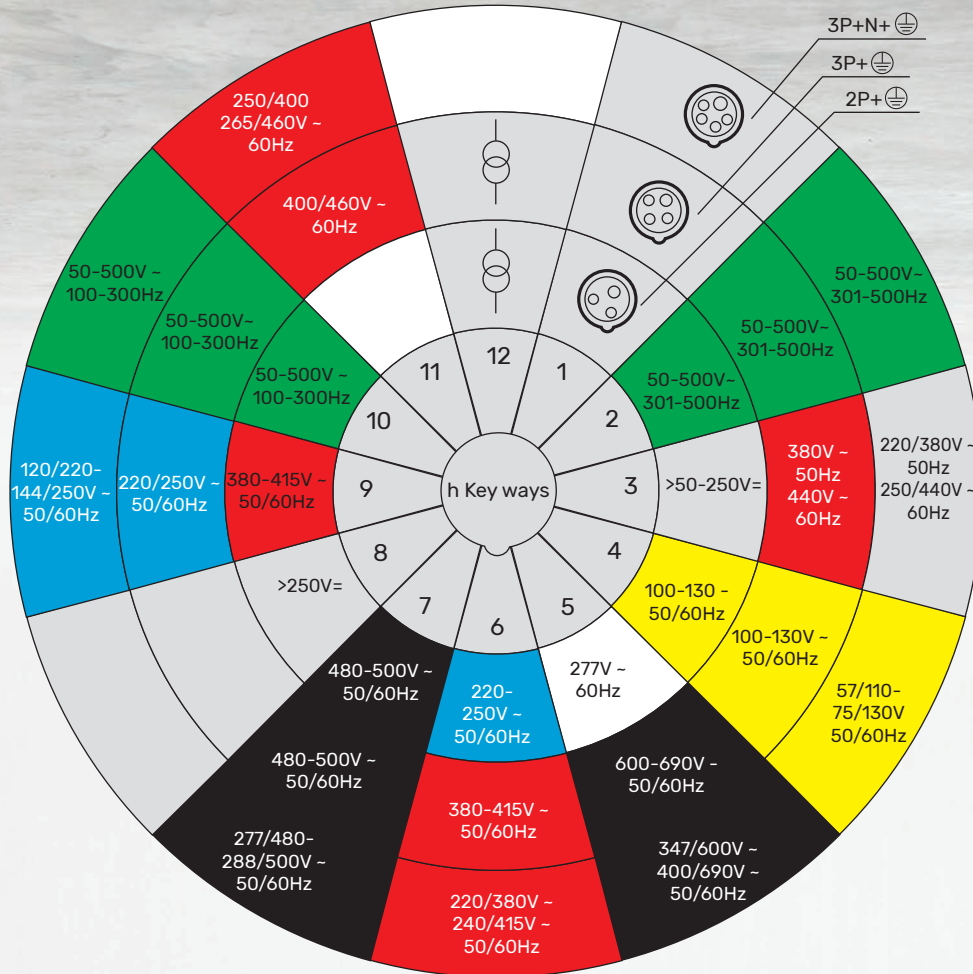 3P+N+
3P+
2P+
250/400
265/460V ~
60Hz
400/460V ~
60Hz
50-500V ~
100-300Hz
50-500V~
100-300Hz
50-500V ~
100-300Hz
50-500V~
301-500Hz
50-500V~
301-500Hz
50-500V~
301-500Hz
12
1
2
3
4
5
6
7
8
9
10
11
h Key ways
120/220-
144/250V ~
50/60Hz
220/250V ~
50/60Hz
380-415V ~
50/60Hz
>50-250V=
380V ~
50Hz
440V ~
60Hz
220/380V ~
50Hz
250/440V ~
60Hz
>250V=
100-130 -
50/60Hz
100-130V ~
50/60Hz
57/110-
75/130V
50/60Hz
480-500V ~
50/60Hz
480-500V ~
50/60Hz
277/480-
288/500V ~
50/60Hz
220-
250V ~
50/60Hz
380-415V ~
50/60Hz
220/380V ~
240/415V ~
50/60Hz
277V ~
60Hz
600-690V -
50/60Hz
347/600V ~
400/690V ~
50/60Hz